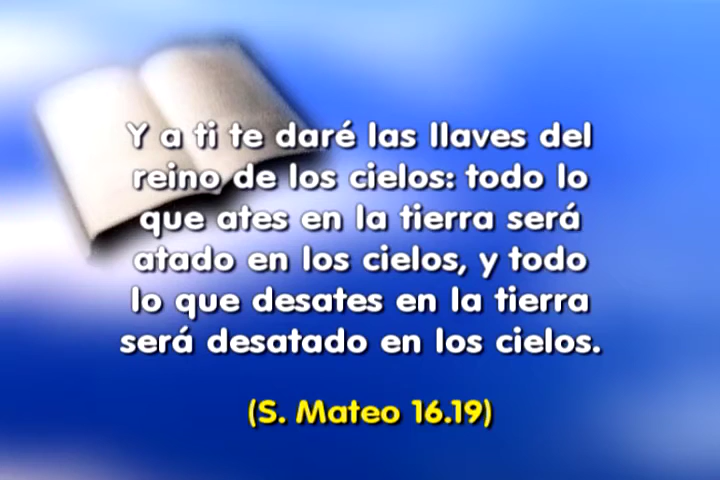 Y a ti te daré las llaves del
reino de los cielos: todo lo
que ates en la tierra será
atado en los cielos, y todo
lo que desates en la tierra
será desatado en los cielos.
(S. Mateo 16.19)